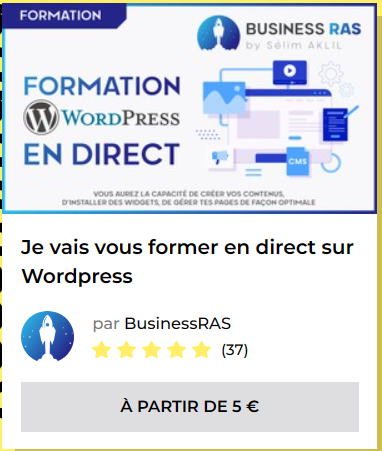 FORMATION
BUSINESS RAS
by Sélim AKLIL
FORMATION
WORDPRESS
EN DIRECT
CMS
VOUS AUREZ LA CAPACITÉ DE CRÉER VOS CONTENUS,
D'INSTALLER DES WIDGETS, DE GÉRER TES PAGES DE FAÇON OPTIMALE
Je vais vous former en direct sur
Wordpress
par BusinessRAS
(37)
À PARTIR DE 5 €